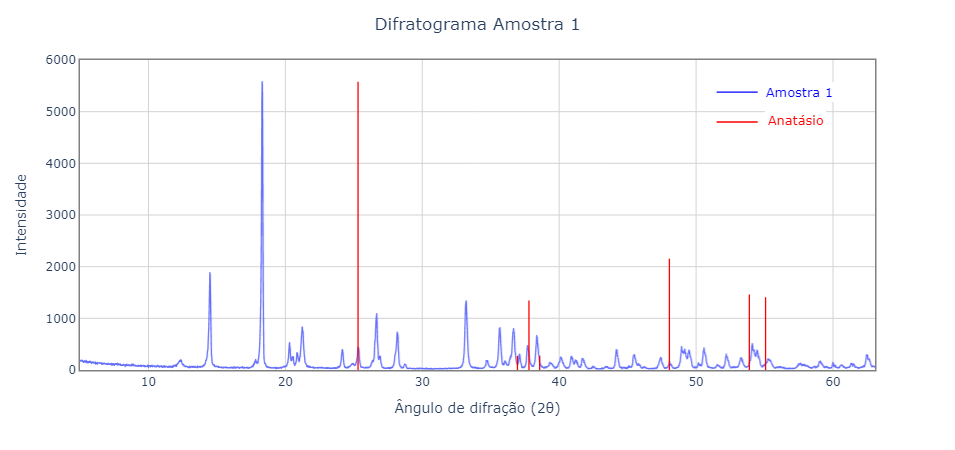 Difratograma Amostra 1
6000
5000
4000
3000
2000
1000
0
Intensidade
Amostra 1
Anatásio
10 20 30 40 50 60
Ângulo de difração (2θ)